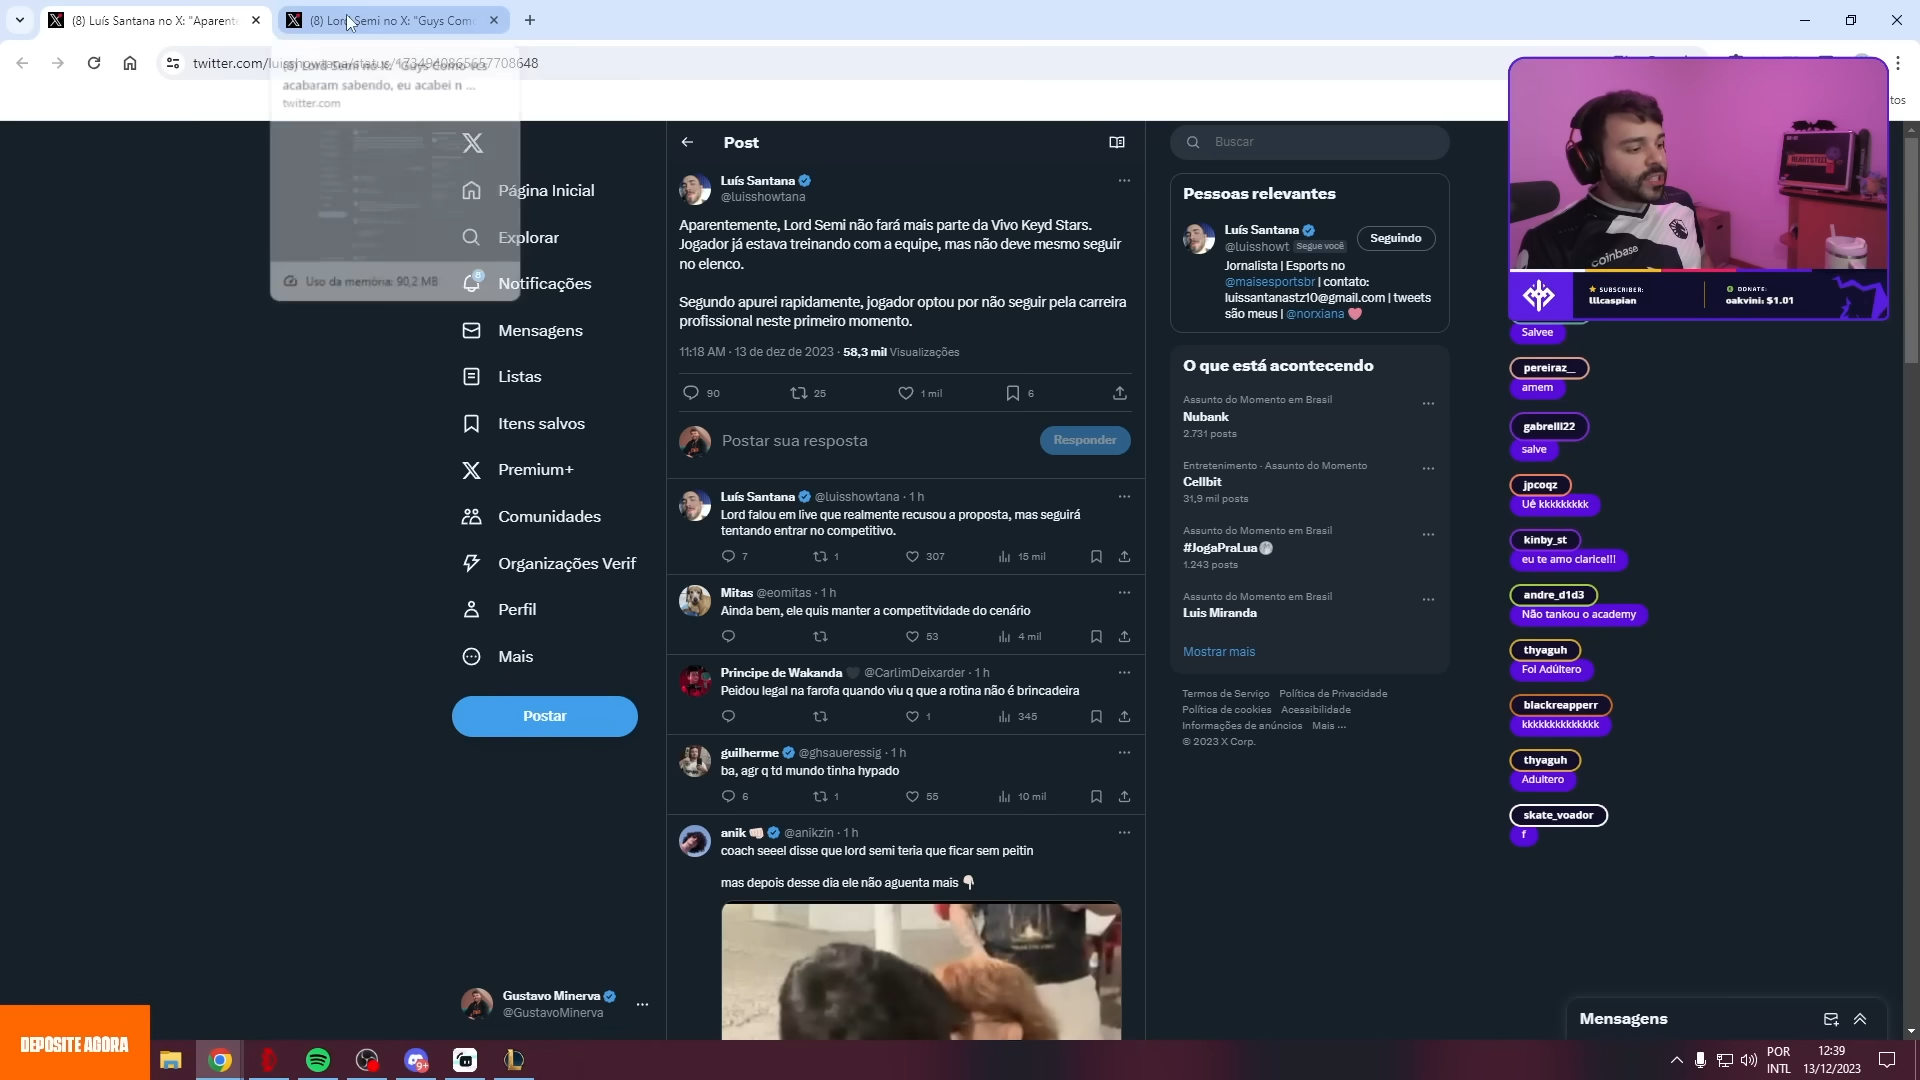 (8) Luís Santana no X: "Aparent
(8) Lord Semi no X: "Guys Com
twitter.com/luisshowtana/status/1734940865657708648
acabaram sabendo, eu acabei n ...
twitter.com
Uso da memória: 90,2 MB
Página Inicial
Explorar
8
Notificações
Mensagens
Listas
Itens salvos
Premium+
Comunidades
Organizações Verif
Perfil
Mais
Postar
Gustavo Minerva
@GustavoMinerva
Post
Luís Santana
@luisshowtana
Aparentemente, Lord Semi não fará mais parte da Vivo Keyd Stars.
Jogador já estava treinando com a equipe, mas não deve mesmo seguir
no elenco.
Segundo apurei rapidamente, jogador optou por não seguir pela carreira
profissional neste primeiro momento.
11:18 AM · 13 de dez de 2023 · 58,3 mil Visualizações
90 25 1 mil 6
Postar sua resposta
Responder
Luís Santana @luisshowtana · 1 h
Lord falou em live que realmente recusou a proposta, mas seguirá
tentando entrar no competitivo.
7 1 307 15 mil
Mitas @eomitas · 1 h
Ainda bem, ele quis manter a competitvidade do cenário
53 4 mil
Principe de Wakanda @CarlimDeixarder · 1 h
Peidou legal na farofa quando viu q que a rotina não é brincadeira
1 345
guilherme @ghsaueressig · 1 h
ba, agr q td mundo tinha hypado
6 1 55 10 mil
anik @anikzin · 1 h
coach seeel disse que lord semi teria que ficar sem peitin
mas depois desse dia ele não aguenta mais
Buscar
Pessoas relevantes
Luís Santana
@luisshowt Segue você
Seguindo
Jornalista | Esports no
@maisesportsbr | contato:
luissantanastz10@gmail.com | tweets
são meus | @norxiana
O que está acontecendo
Assunto do Momento em Brasil
Nubank
2.731 posts
Entretenimento · Assunto do Momento
Cellbit
31,9 mil posts
Assunto do Momento em Brasil
#JogaPraLua
1.243 posts
Assunto do Momento em Brasil
Luis Miranda
Mostrar mais
Termos de Serviço Política de Privacidade
Política de cookies Acessibilidade
Informações de anúncios Mais ...
© 2023 X Corp.
tos
coinbase
SUBSCRIBER:
lllcaspian
DONATE:
oakvini: $1.01
Salvee
pereiraz__
amem
gabrelll22
salve
jpcoqz
Ué kkkkkkkkk
kinby_st
eu te amo clarice!!!
andre_d1d3
Não tankou o academy
thyaguh
Foi Adúltero
blackreapperr
kkkkkkkkkkkkkk
thyaguh
Adultero
skate_voador
f
Mensagens
DEPOSITE AGORA
9+
POR
INTL
12:39
13/12/2023